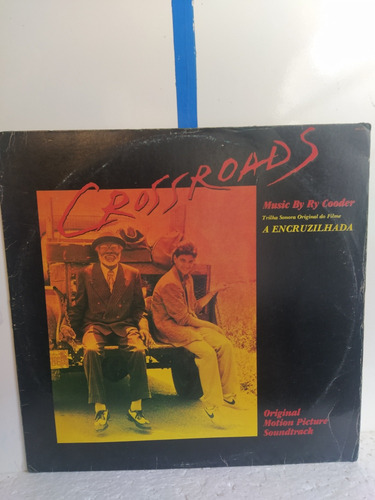 CROSSROADS
Music By Ry Cooder
Trilha Sonora Original do Filme
A ENCRUZILHADA
Original
Motion Picture
Soundtrack